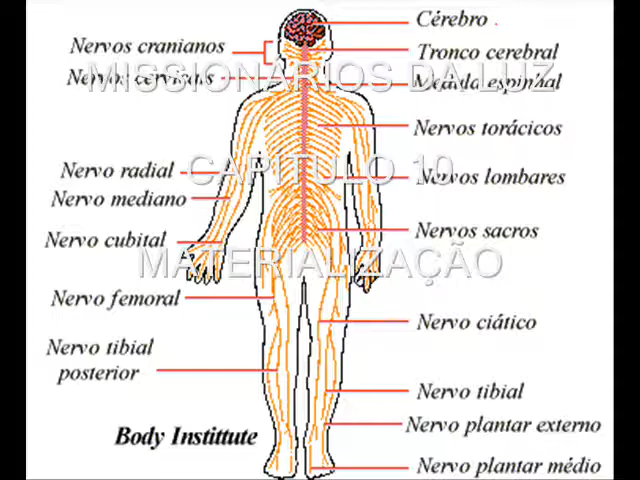 Cérebro
Nervos cranianos
Tronco cerebral
Nervos cervicais
MISSIONÁRIOS DA LUZ
Medula espinhal
Nervos torácicos
Nervo radial
CAPITULO 10
Nervos lombares
Nervo mediano
Nervo cubital
Nervos sacros
MATERIALIZAÇÃO
Nervo femoral
Nervo ciático
Nervo tibial
posterior
Nervo tibial
Nervo plantar externo
Body Instittute
Nervo plantar médio